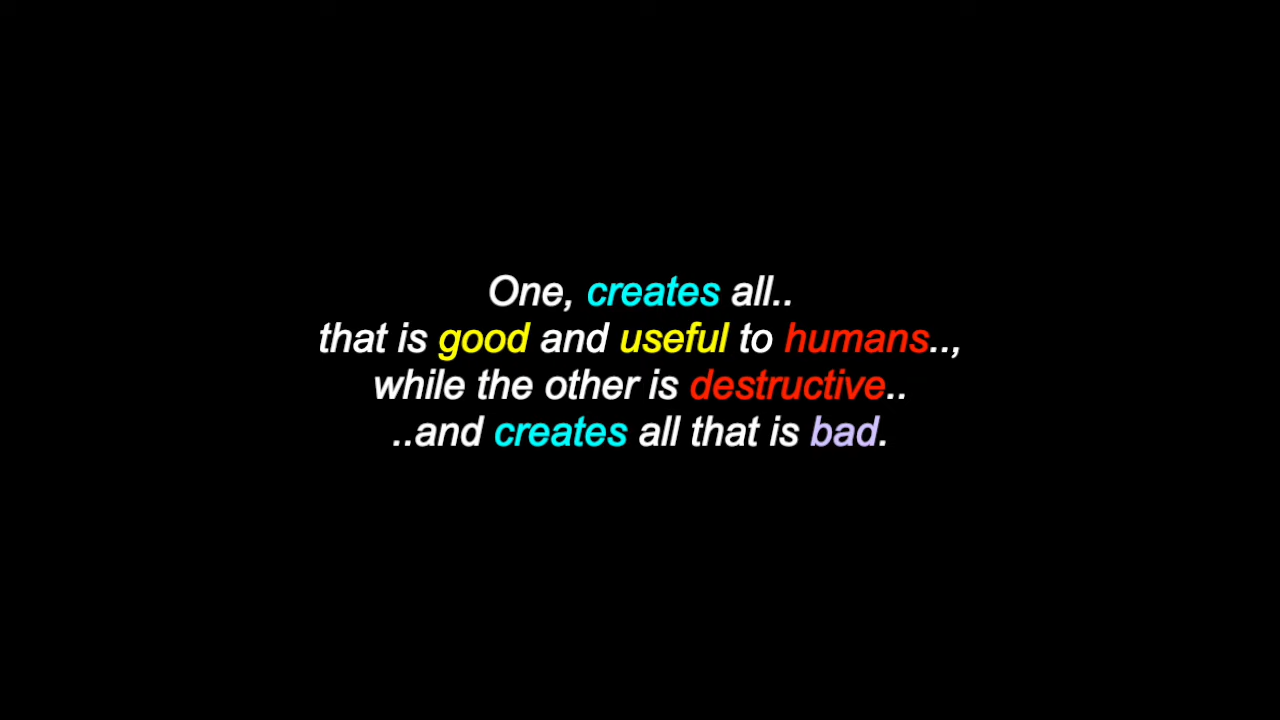 One, creates all..
that is good and useful to humans..,
while the other is destructive..
..and creates all that is bad.